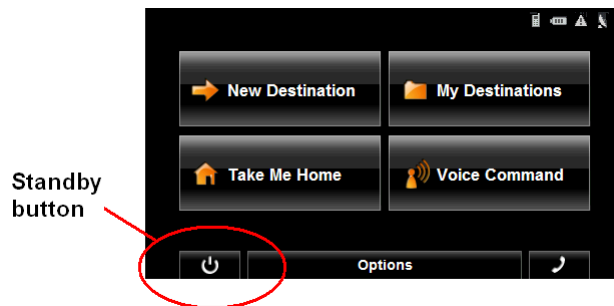 New Destination
My Destinations
Take Me Home
Voice Command
Standby
button
Options